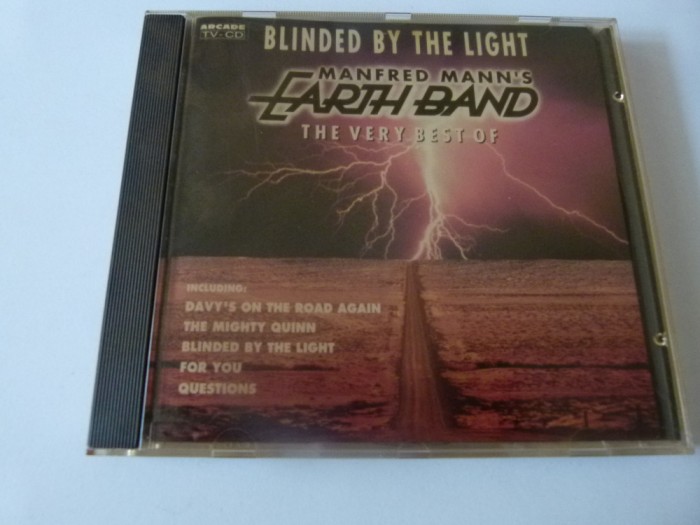 ARCADE
TV-CD
BLINDED BY THE LIGHT
MANFRED MANN'S
EARTH BAND
THE VERY BEST OF
INCLUDING:
DAVY'S ON THE ROAD AGAIN
THE MIGHTY QUINN
BLINDED BY THE LIGHT
FOR YOU
QUESTIONS